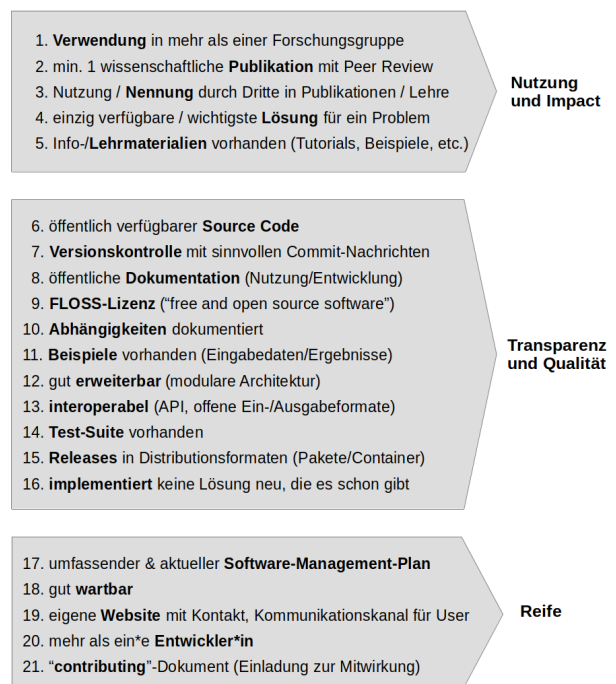 1. Verwendung in mehr als einer Forschungsgruppe
2. min. 1 wissenschaftliche Publikation mit Peer Review
3. Nutzung / Nennung durch Dritte in Publikationen / Lehre
4. einzig verfügbare / wichtigste Lösung für ein Problem
5. Info-/Lehrmaterialien vorhanden (Tutorials, Beispiele, etc.)
Nutzung
und Impact
6. öffentlich verfügbarer Source Code
7. Versionskontrolle mit sinnvollen Commit-Nachrichten
8. öffentliche Dokumentation (Nutzung/Entwicklung)
9. FLOSS-Lizenz (“free and open source software”)
10. Abhängigkeiten dokumentiert
11. Beispiele vorhanden (Eingabedaten/Ergebnisse)
12. gut erweiterbar (modulare Architektur)
13. interoperabel (API, offene Ein-/Ausgabeformate)
14. Test-Suite vorhanden
15. Releases in Distributionsformaten (Pakete/Container)
16. implementiert keine Lösung neu, die es schon gibt
Transparenz
und Qualität
17. umfassender & aktueller Software-Management-Plan
18. gut wartbar
19. eigene Website mit Kontakt, Kommunikationskanal für User
20. mehr als ein*e Entwickler*in
21. “contributing”-Dokument (Einladung zur Mitwirkung)
Reife